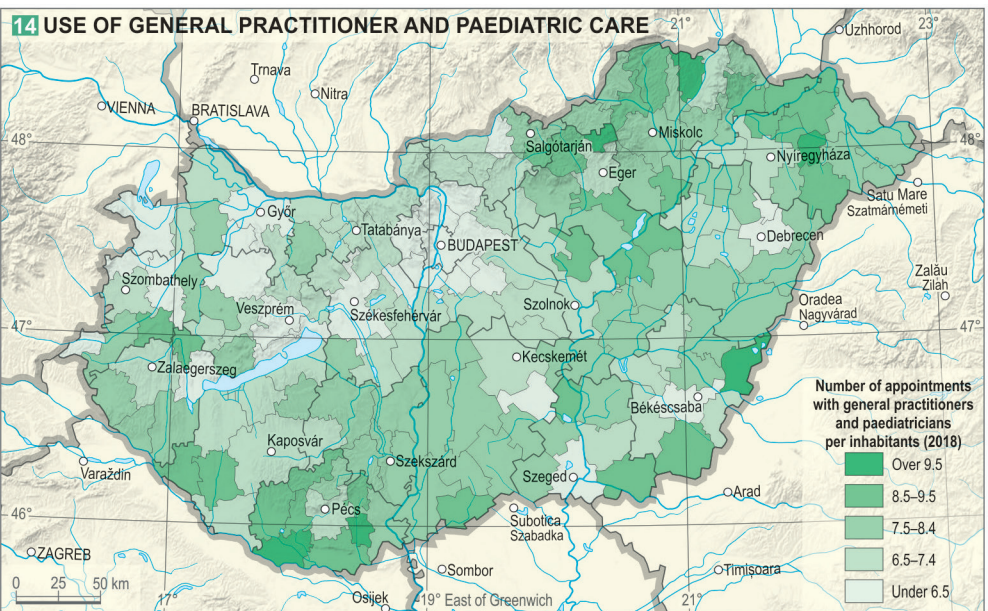 14 USE OF GENERAL PRACTITIONER AND PAEDIATRIC CARE
21°
23°
Uzhhorod
Trnava
Nitra
VIENNA
BRATISLAVA
48°
Miskolc
48°
Salgótarján
Nyíregyháza
Eger
Satu Mare
Szatmárnémeti
Győr
Tatabánya
BUDAPEST
Debrecen
Zalău
Zilah
Szombathely
Veszprém
Székesfehérvár
Szolnok
Oradea
Nagyvárad
47°
47°
Zalaegerszeg
Kecskemét
Békéscsaba
Kaposvár
Szekszárd
Varaždin
Szeged
Arad
Pécs
46°
Subotica
Szabadka
ZAGREB
Sombor
Timișoara
0 25 50 km
17°
Osijek
19° East of Greenwich
21°
Number of appointments
with general practitioners
and paediatricians
per inhabitants (2018)
Over 9.5
8.5–9.5
7.5–8.4
6.5–7.4
Under 6.5